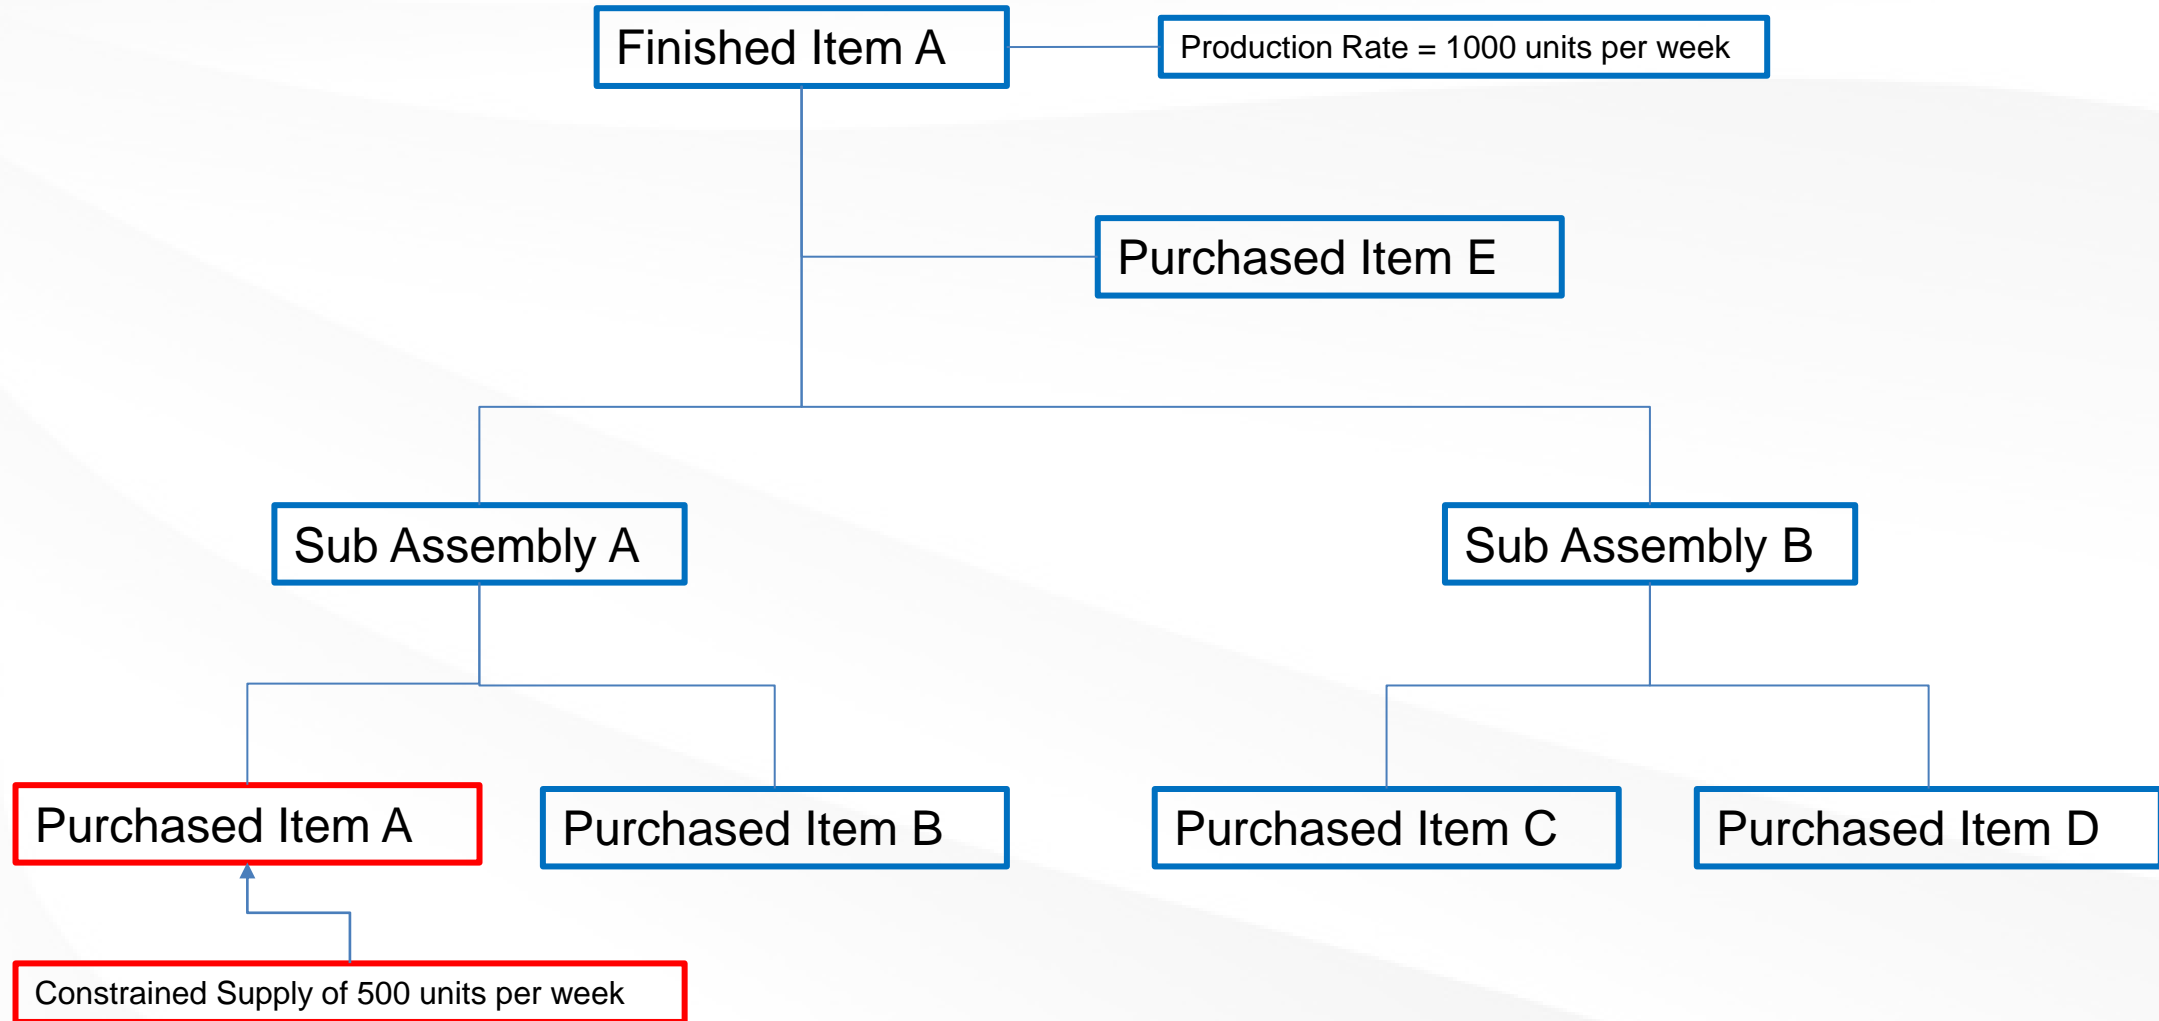 Finished Item A
Production Rate = 1000 units per week
Purchased Item E
Sub Assembly A
Sub Assembly B
Purchased Item A
Purchased Item B
Purchased Item C
Purchased Item D
Constrained Supply of 500 units per week